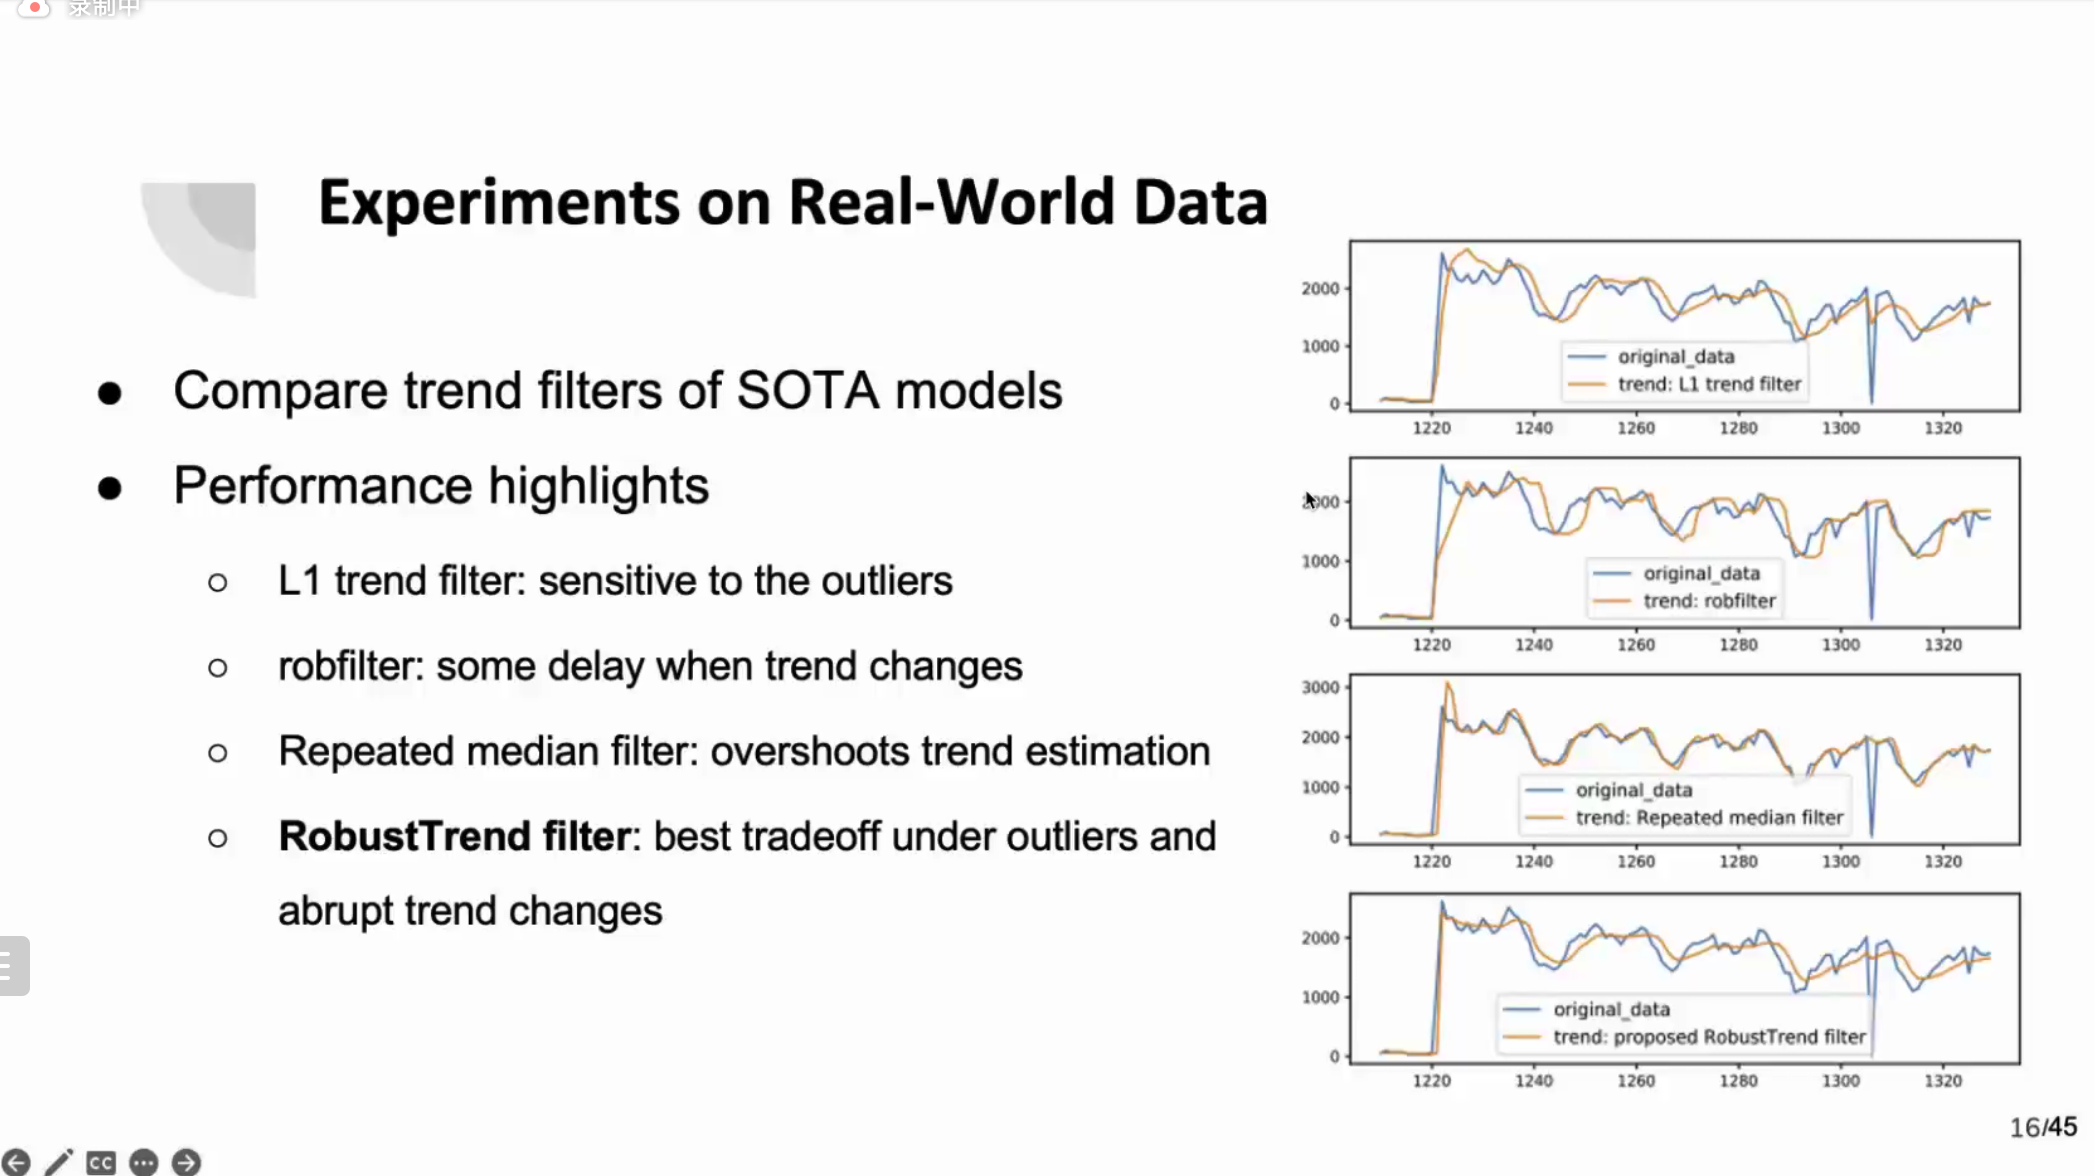 录制中
Experiments on Real-World Data
● Compare trend filters of SOTA models
● Performance highlights
○ L1 trend filter: sensitive to the outliers
○ robfilter: some delay when trend changes
○ Repeated median filter: overshoots trend estimation
○ RobustTrend filter: best tradeoff under outliers and
abrupt trend changes
2000
1000
0
original_data
trend: L1 trend filter
1220 1240 1260 1280 1300 1320
1000
0
original_data
trend: robfilter
1220 1240 1260 1280 1300 1320
3000
2000
1000
0
original_data
trend: Repeated median filter
1220 1240 1260 1280 1300 1320
2000
1000
0
original_data
trend: proposed RobustTrend filter
1220 1240 1260 1280 1300 1320
16/45
CC